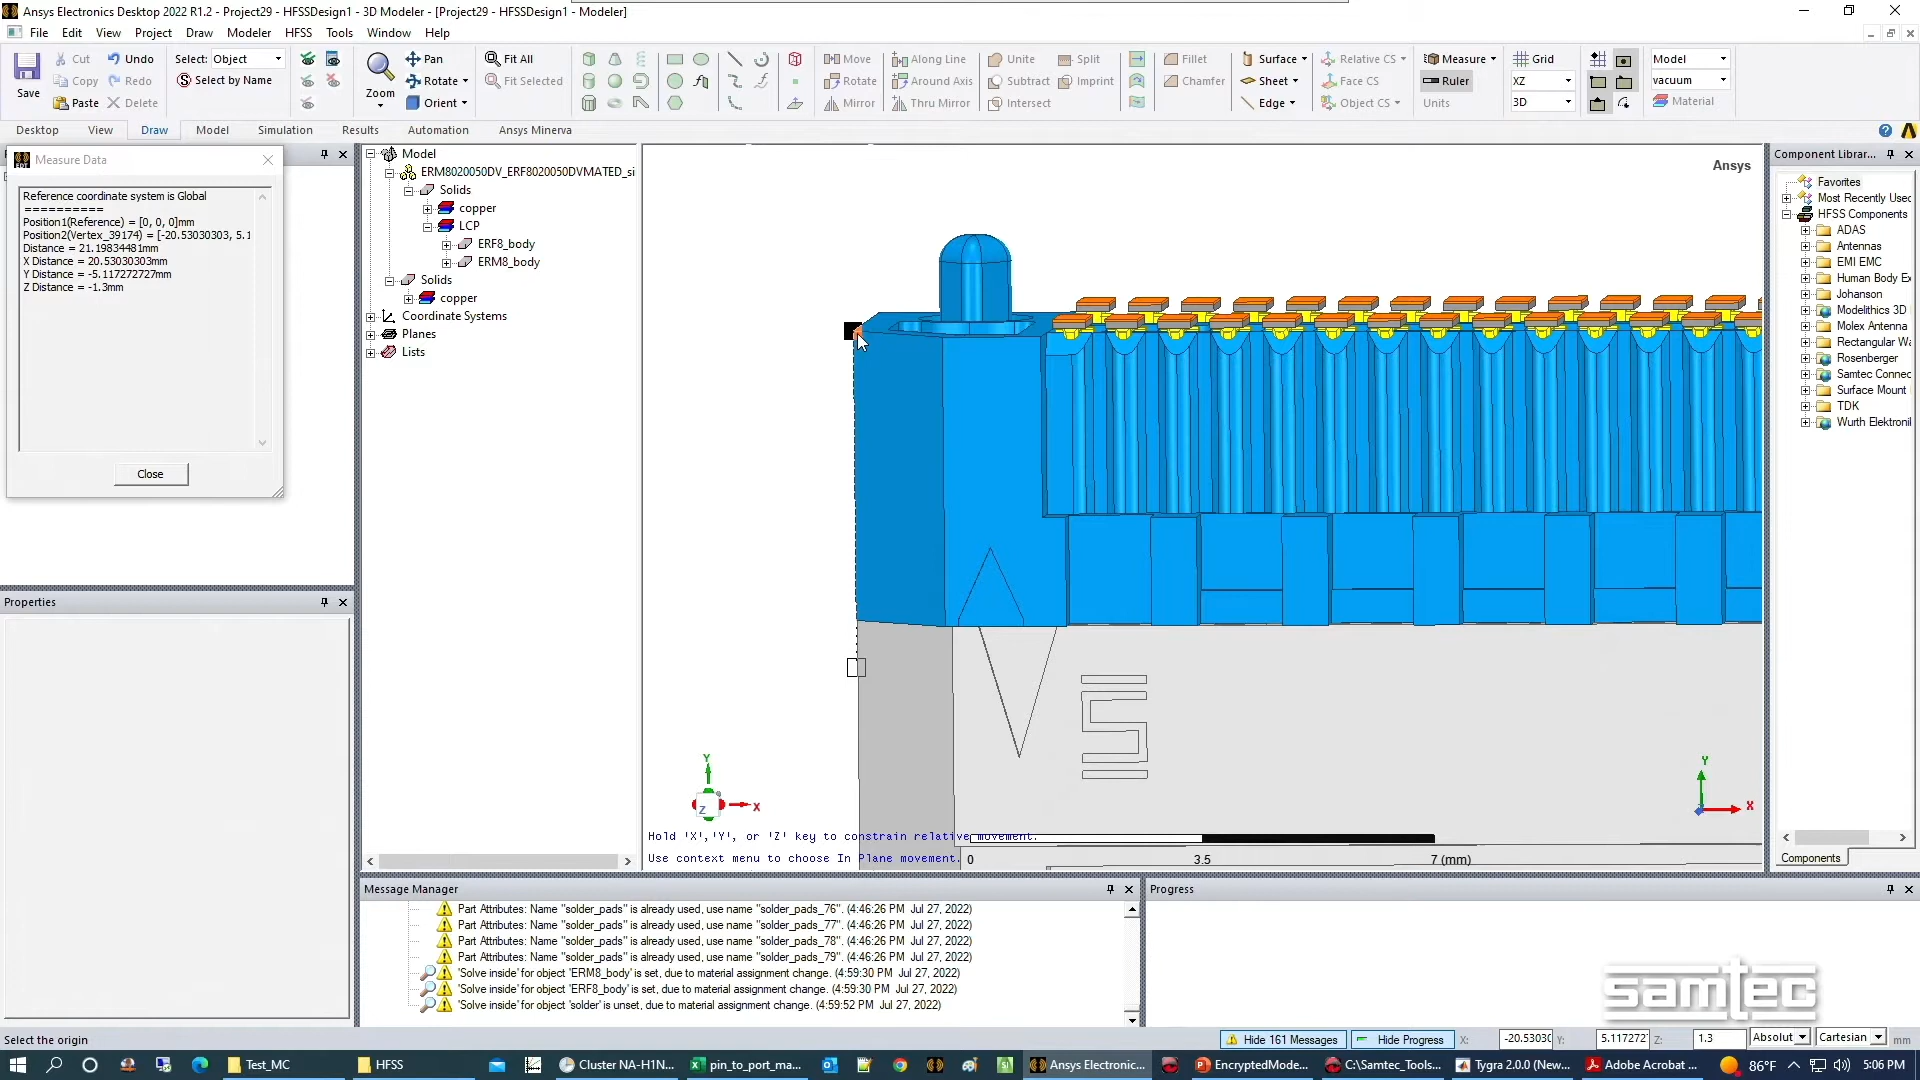 Ansys Electronics Desktop 2022 R1.2 - Project29 - HFSSDesign1 - 3D Modeler - [Project29 - HFSSDesign1 - Modeler]
File Edit View Project Draw Modeler HFSS Tools Window Help
Save Cut Copy Paste Undo Redo Delete
Select: Object
Select by Name
Zoom Pan Rotate Orient
Fit All
Fit Selected
Move Rotate Mirror
Along Line Around Axis Thru Mirror
Unite Subtract Intersect
Split Imprint
Fillet Chamfer
Surface Sheet Edge
Relative CS Face CS Object CS
Measure Ruler Units
Grid XZ 3D
Model vacuum Material
Desktop View Draw Model Simulation Results Automation Ansys Minerva
Measure Data
Reference coordinate system is Global
==========
Position1(Reference) = [0, 0, 0]mm
Position2(Vertex_39174) = [-20.53030303, 5.1
Distance = 21.19834481mm
X Distance = 20.53030303mm
Y Distance = -5.117272727mm
Z Distance = -1.3mm
Close
Properties
Model
ERM8020050DV_ERF8020050DVMATED_si
Solids
copper
LCP
ERF8_body
ERM8_body
Solids
copper
Coordinate Systems
Planes
Lists
Ansys
Y
X
Z
Y
X
Hold 'X','Y', or 'Z' key to constrain relative movement.
Use context menu to choose In Plane movement.
0 3.5 7 (mm)
Component Librar...
Favorites
Most Recently Used
HFSS Components
ADAS
Antennas
EMI EMC
Human Body Ex
Johanson
Modelithics 3D
Molex Antenna
Rectangular Wa
Rosenberger
Samtec Connec
Surface Mount
TDK
Wurth Elektronil
Components
Message Manager
Part Attributes: Name "solder_pads" is already used, use name "solder_pads_76". (4:46:26 PM Jul 27, 2022)
Part Attributes: Name "solder_pads" is already used, use name "solder_pads_77". (4:46:26 PM Jul 27, 2022)
Part Attributes: Name "solder_pads" is already used, use name "solder_pads_78". (4:46:26 PM Jul 27, 2022)
Part Attributes: Name "solder_pads" is already used, use name "solder_pads_79". (4:46:26 PM Jul 27, 2022)
'Solve inside' for object 'ERM8_body' is set, due to material assignment change. (4:59:30 PM Jul 27, 2022)
'Solve inside' for object 'ERF8_body' is set, due to material assignment change. (4:59:30 PM Jul 27, 2022)
'Solve inside' for object 'solder' is unset, due to material assignment change. (4:59:52 PM Jul 27, 2022)
Progress
samtec
Select the origin
Hide 161 Messages
Hide Progress
X: -20.5303( Y: 5.117272 Z: 1.3 Absolut Cartesian mm
Test_MC
HFSS
Cluster NA-H1N...
pin_to_port_ma...
Ansys Electronic...
EncryptedMode...
C:\Samtec_Tools...
Tygra 2.0.0 (New...
Adobe Acrobat ...
86°F
5:06 PM